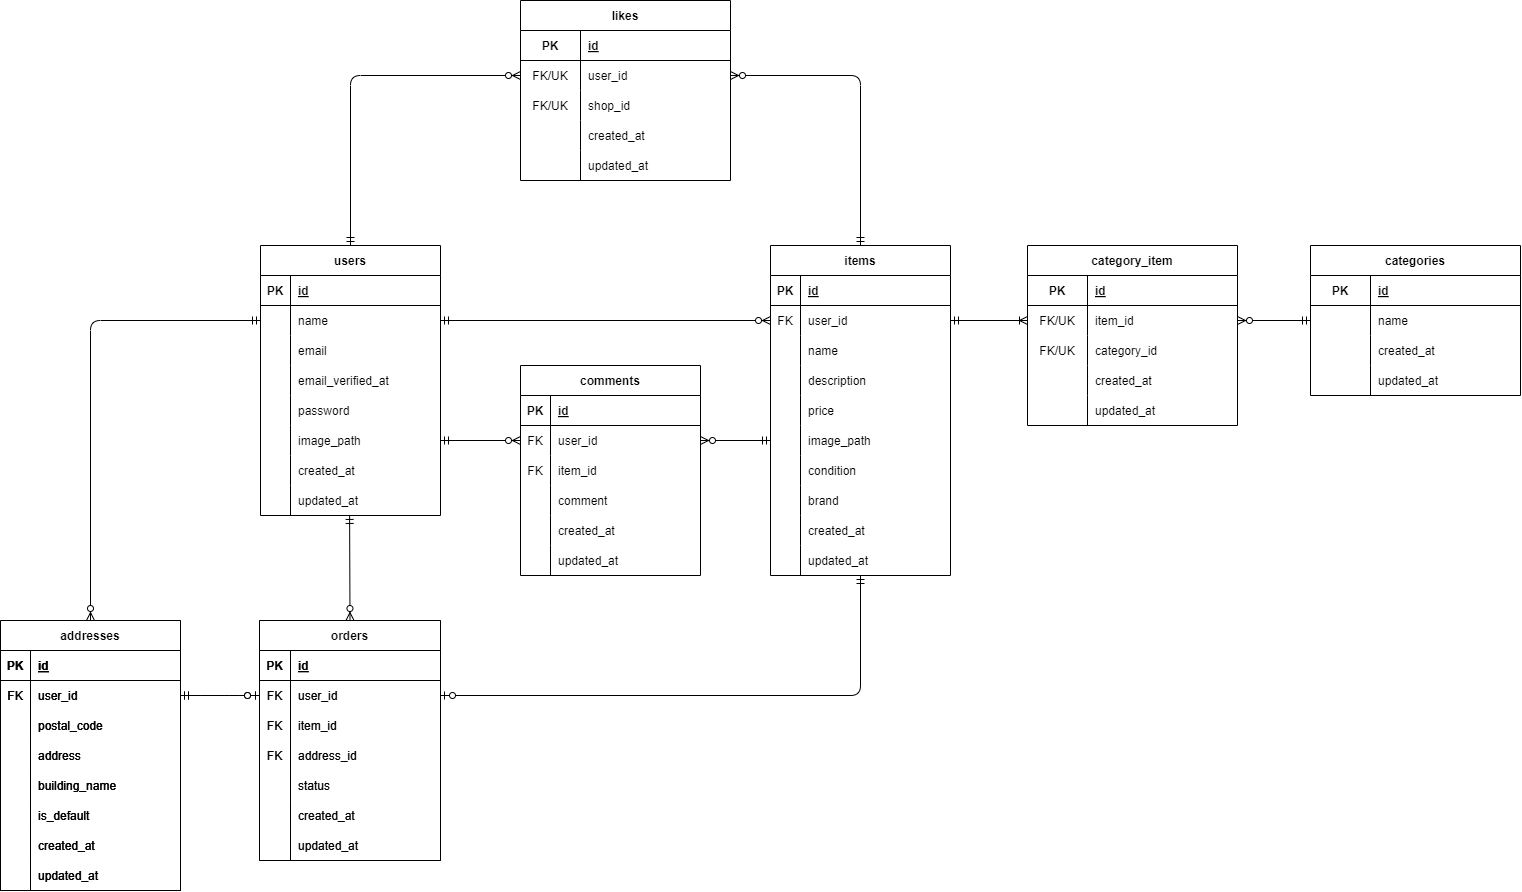 likes
PK id
FK/UK user_id
FK/UK shop_id
created_at
updated_at
users
PK id
name
email
email_verified_at
password
image_path
created_at
updated_at
items
PK id
FK user_id
name
description
price
image_path
condition
brand
created_at
updated_at
category_item
PK id
FK/UK item_id
FK/UK category_id
created_at
updated_at
categories
PK id
name
created_at
updated_at
comments
PK id
FK user_id
FK item_id
comment
created_at
updated_at
addresses
PK id
FK user_id
postal_code
address
building_name
is_default
created_at
updated_at
orders
PK id
FK user_id
FK item_id
FK address_id
status
created_at
updated_at